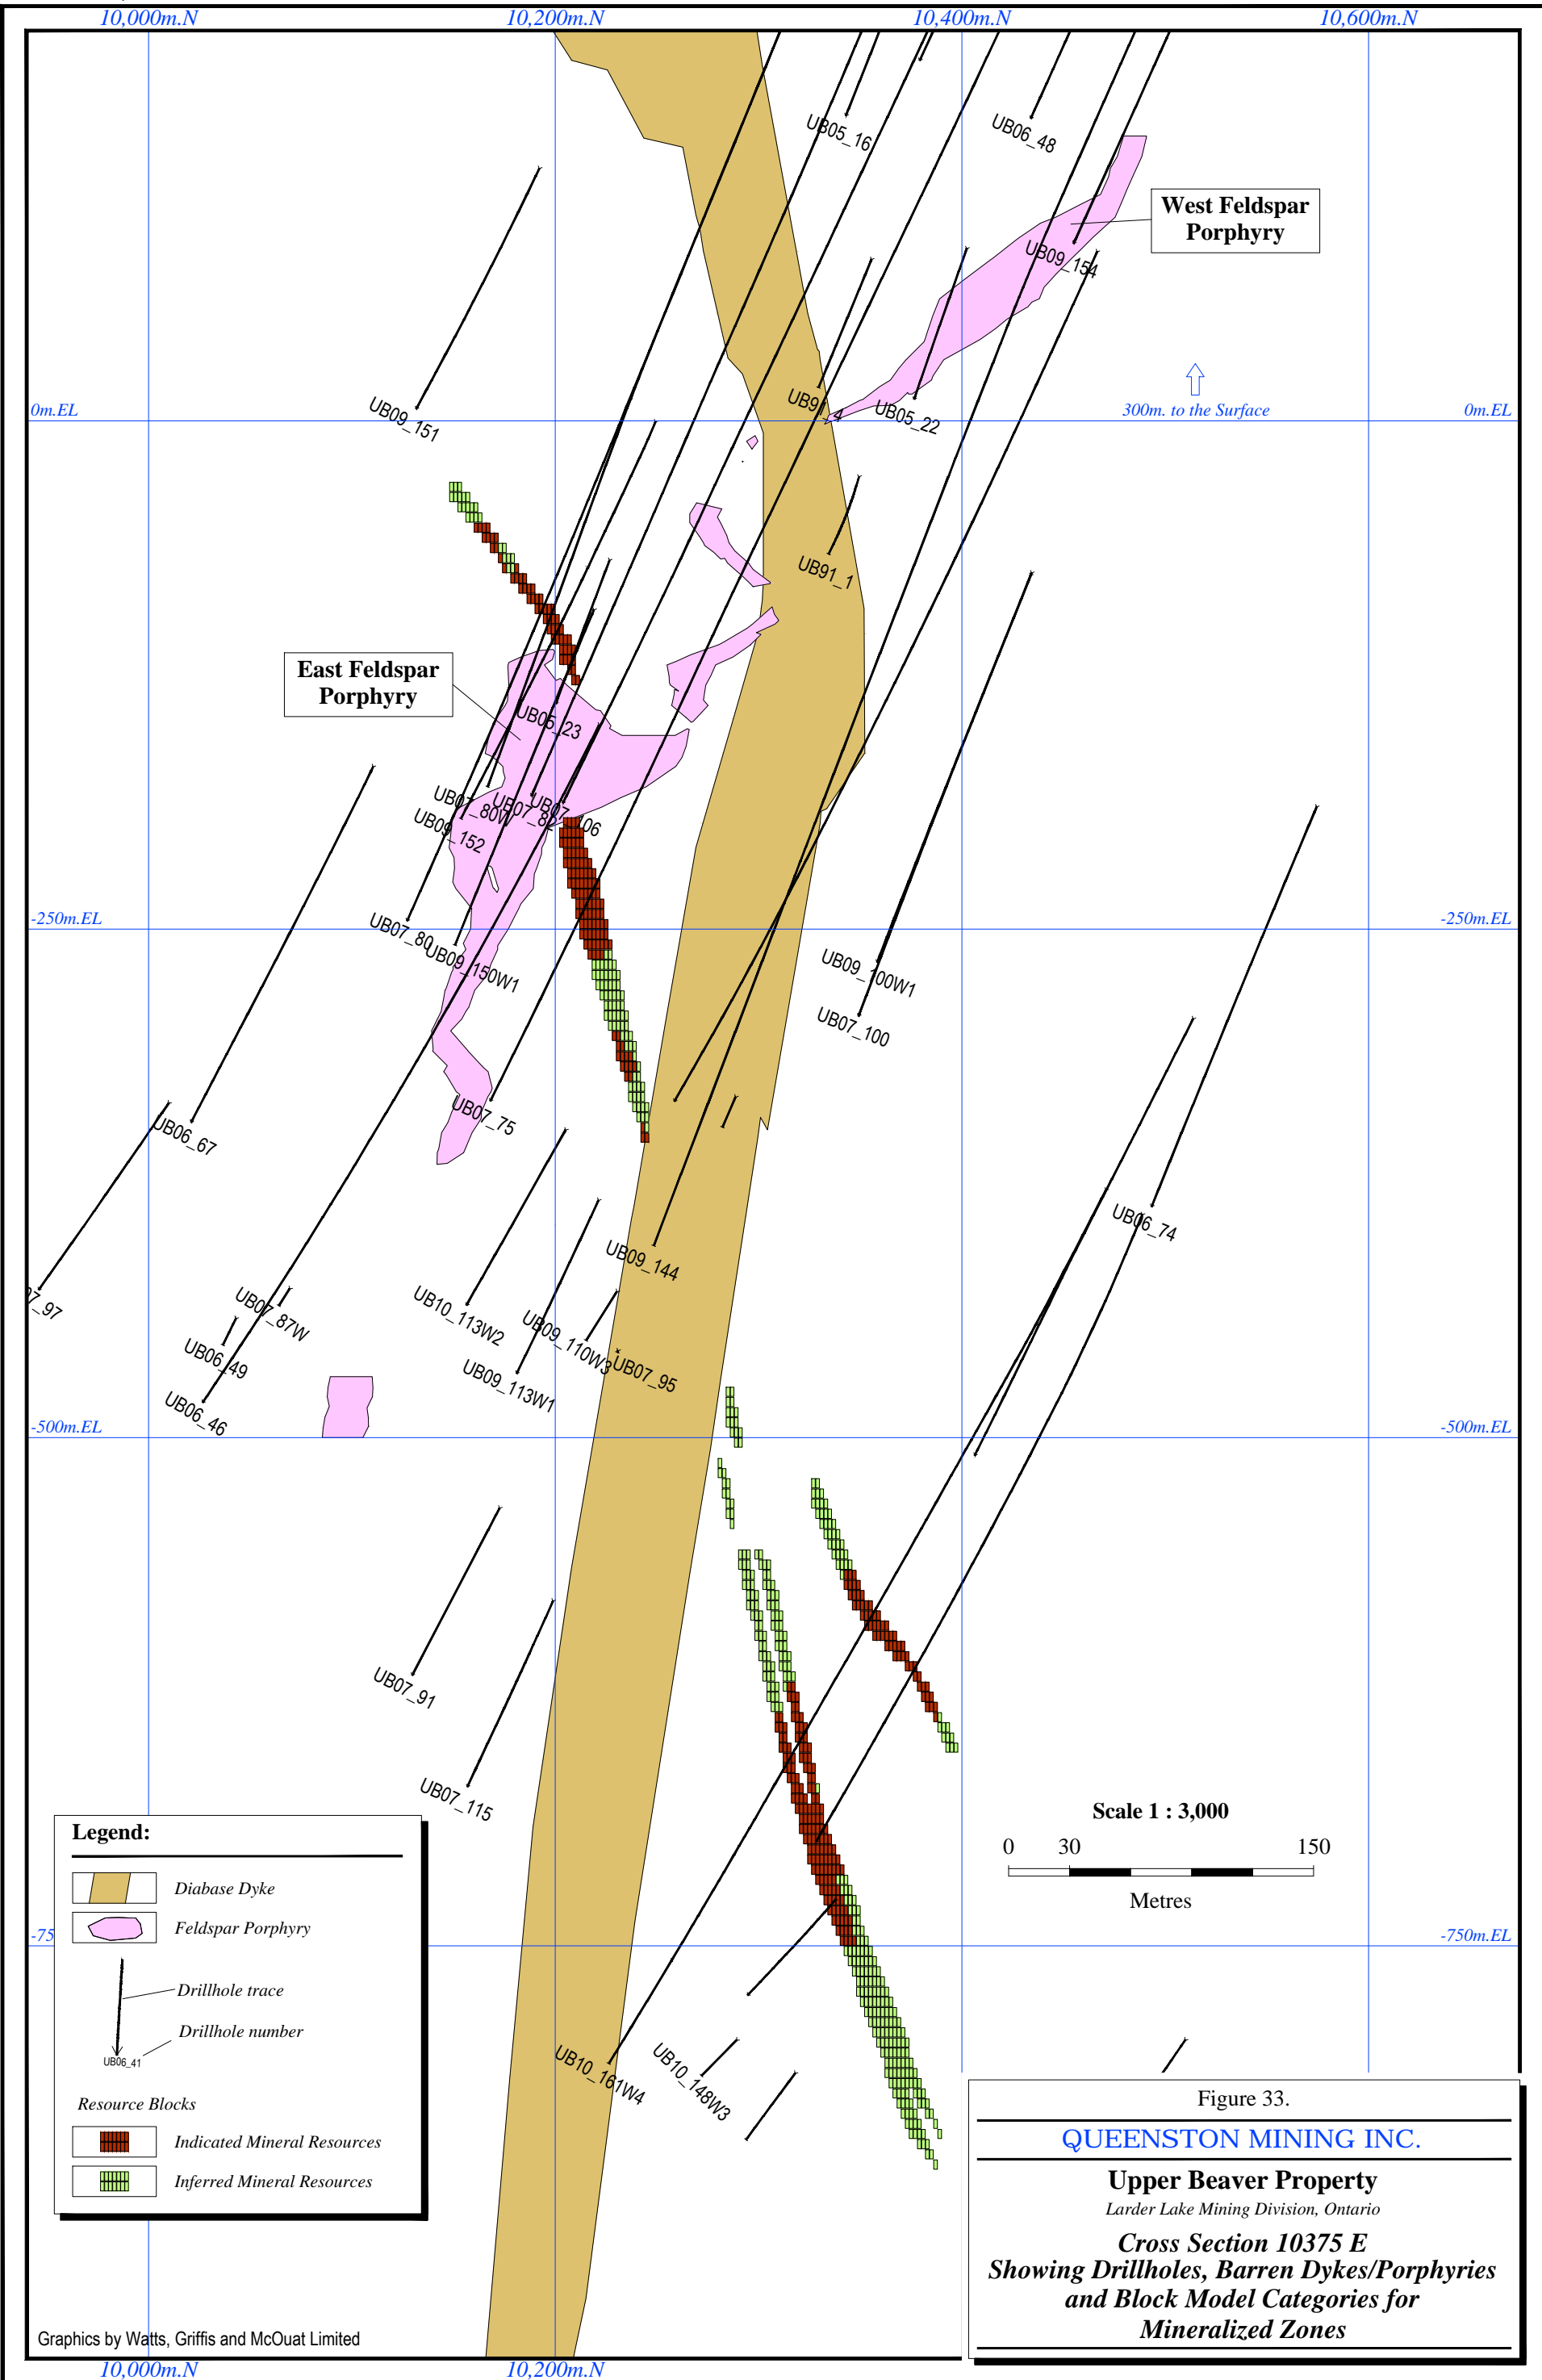 10,000m.N
10,200m.N
10,400m.N
10,600m.N
UB05_16
UB06_48
West Feldspar
Porphyry
UB09_154
UB09_151
UB91_4
UB05_22
300m. to the Surface
0m.EL
0m.EL
UB91_1
East Feldspar
Porphyry
UB05_23
UB07_82
UB09_152
UB07_80
UB09_150W1
-250m.EL
-250m.EL
UB09_100W1
UB07_100
UB07_75
UB06_67
UB06_74
UB09_144
07_97
UB07_87W
UB10_113W2
UB09_110W3
UB06_49
UB07_95
UB09_113W1
UB06_46
-500m.EL
-500m.EL
UB07_91
UB07_115
Scale 1 : 3,000
0
30
150
Metres
-75
-750m.EL
Legend:
Diabase Dyke
Feldspar Porphyry
Drillhole trace
Drillhole number
UB06_41
Resource Blocks
Indicated Mineral Resources
Inferred Mineral Resources
UB10_161W4
UB10_148W3
Figure 33.
QUEENSTON MINING INC.
Upper Beaver Property
Larder Lake Mining Division, Ontario
Cross Section 10375 E
Showing Drillholes, Barren Dykes/Porphyries
and Block Model Categories for
Mineralized Zones
Graphics by Watts, Griffis and McOuat Limited
10,000m.N
10,200m.N